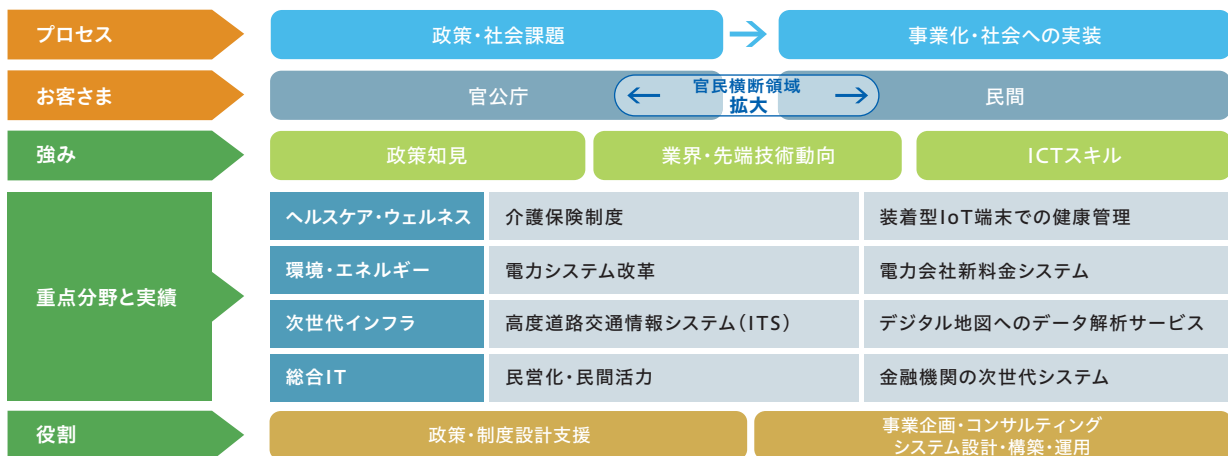 プロセス
政策・社会課題
事業化・社会への実装
お客さま
官公庁
官民横断領域
拡大
民間
強み
政策知見
業界・先端技術動向
ICTスキル
重点分野と実績
ヘルスケア・ウェルネス
介護保険制度
装着型IoT端末での健康管理
環境・エネルギー
電力システム改革
電力会社新料金システム
次世代インフラ
高度道路交通情報システム(ITS)
デジタル地図へのデータ解析サービス
総合IT
民営化・民間活力
金融機関の次世代システム
役割
政策・制度設計支援
事業企画・コンサルティング
システム設計・構築・運用